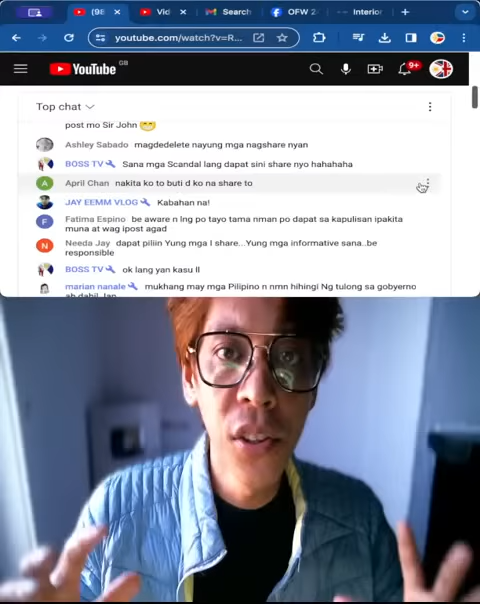 (98
Vid
Search
OFW 2
Interior
youtube.com/watch?v=R...
YouTube GB
9+
Top chat
post mo Sir John
Ashley Sabado magdedelete nayung mga nagshare nyan
BOSS TV Sana mga Scandal lang dapat sini share nyo hahahaha
A April Chan nakita ko to buti d ko na share to
JAY EEMM VLOG Kabahan na!
F Fatima Espino be aware n lng po tayo tama nman po dapat sa kapulisan ipakita
muna at wag ipost agad
N Needa Jay dapat piliin Yung mga I share...Yung mga informative sana..be
responsible
BOSS TV ok lang yan kasu ll
marian nanale mukhang may mga Pilipino n nmn hihingi Ng tulong sa gobyerno